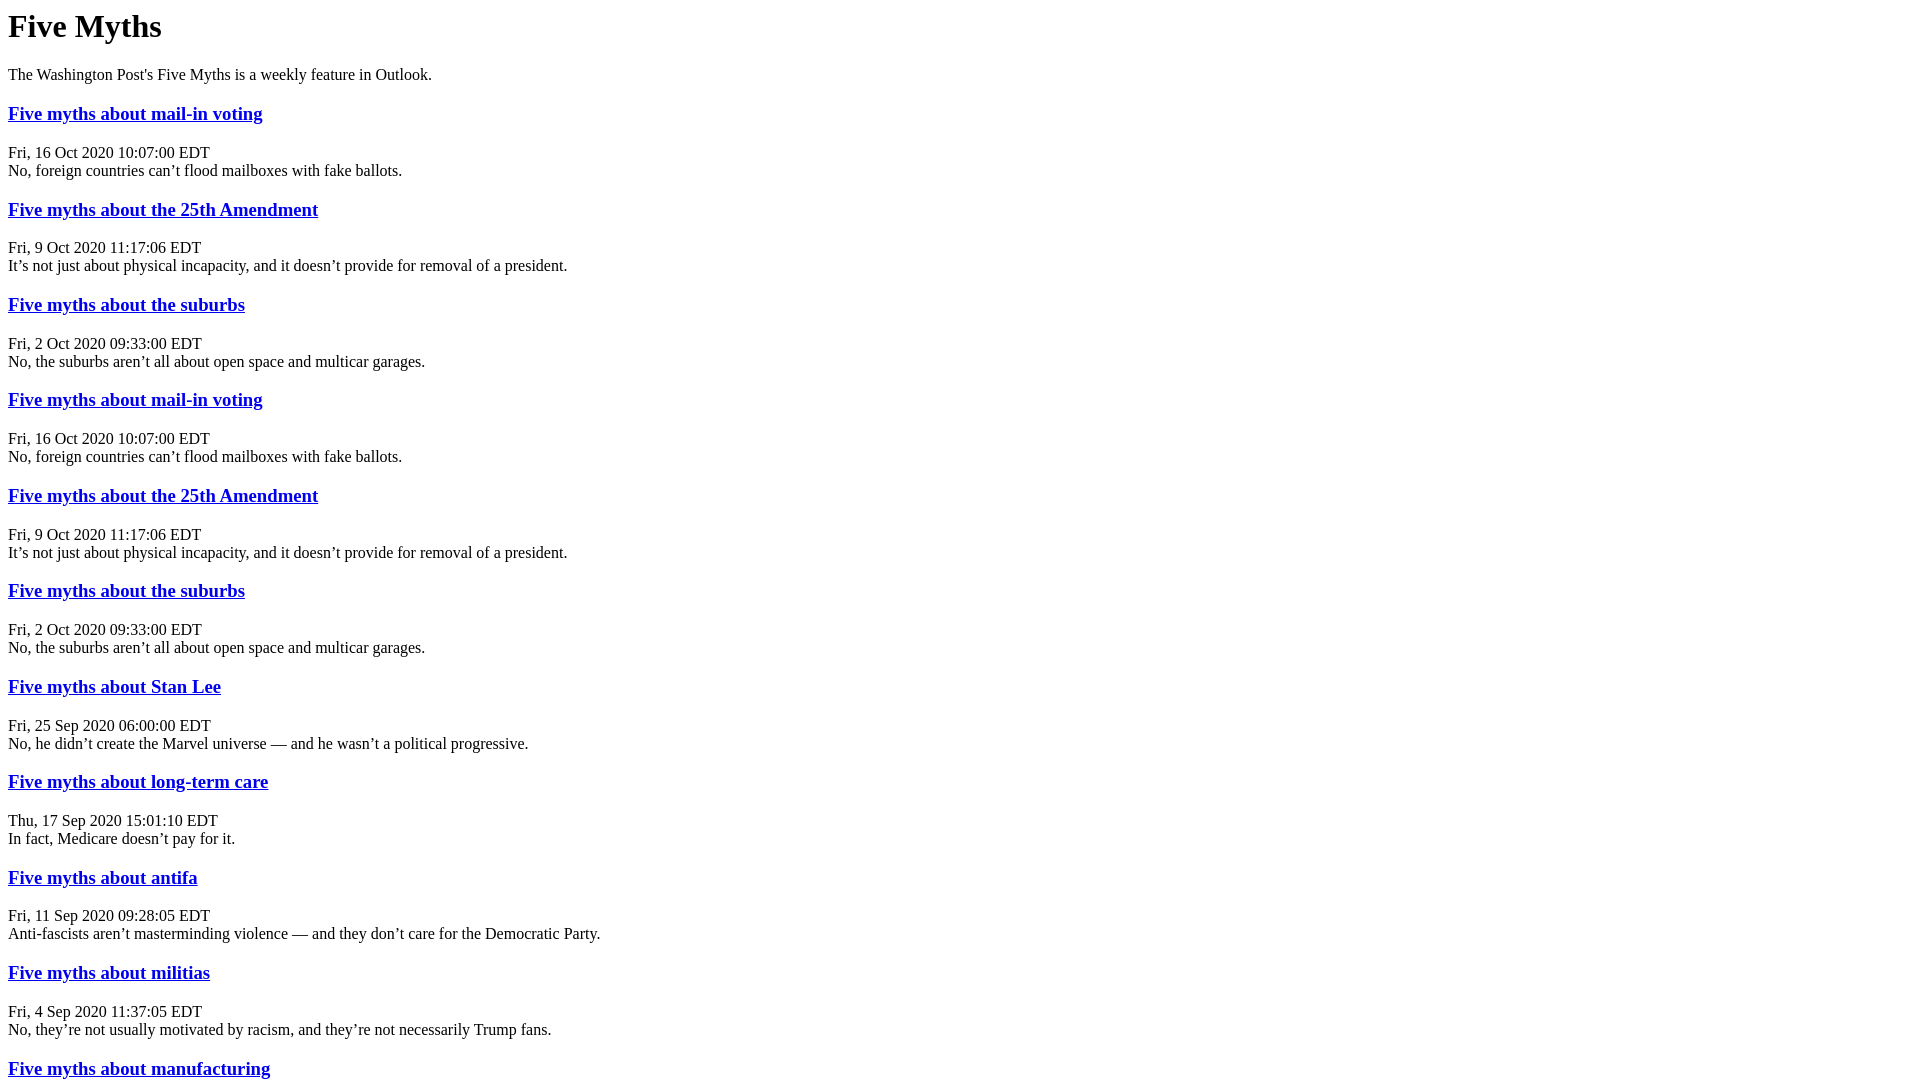 Five Myths
The Washington Post's Five Myths is a weekly feature in Outlook.
Five myths about mail-in voting
Fri, 16 Oct 2020 10:07:00 EDT
No, foreign countries can’t flood mailboxes with fake ballots.
Five myths about the 25th Amendment
Fri, 9 Oct 2020 11:17:06 EDT
It’s not just about physical incapacity, and it doesn’t provide for removal of a president.
Five myths about the suburbs
Fri, 2 Oct 2020 09:33:00 EDT
No, the suburbs aren’t all about open space and multicar garages.
Five myths about mail-in voting
Fri, 16 Oct 2020 10:07:00 EDT
No, foreign countries can’t flood mailboxes with fake ballots.
Five myths about the 25th Amendment
Fri, 9 Oct 2020 11:17:06 EDT
It’s not just about physical incapacity, and it doesn’t provide for removal of a president.
Five myths about the suburbs
Fri, 2 Oct 2020 09:33:00 EDT
No, the suburbs aren’t all about open space and multicar garages.
Five myths about Stan Lee
Fri, 25 Sep 2020 06:00:00 EDT
No, he didn’t create the Marvel universe — and he wasn’t a political progressive.
Five myths about long-term care
Thu, 17 Sep 2020 15:01:10 EDT
In fact, Medicare doesn’t pay for it.
Five myths about antifa
Fri, 11 Sep 2020 09:28:05 EDT
Anti-fascists aren’t masterminding violence — and they don’t care for the Democratic Party.
Five myths about militias
Fri, 4 Sep 2020 11:37:05 EDT
No, they’re not usually motivated by racism, and they’re not necessarily Trump fans.
Five myths about manufacturing